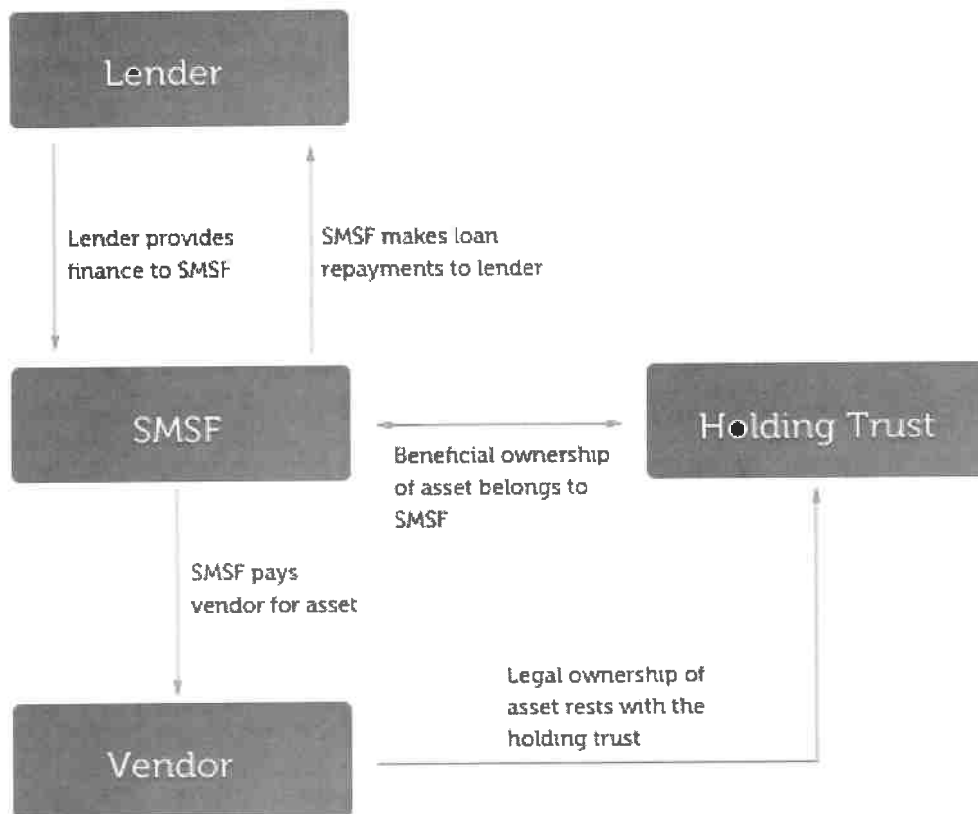 Lender
Lender provides
finance to SMSF
SMSF makes loan
repayments to lender
SMSF
Holding Trust
Beneficial ownership
of asset belongs to
SMSF
SMSF pays
vendor for asset
Legal ownership of
asset rests with the
holding trust
Vendor